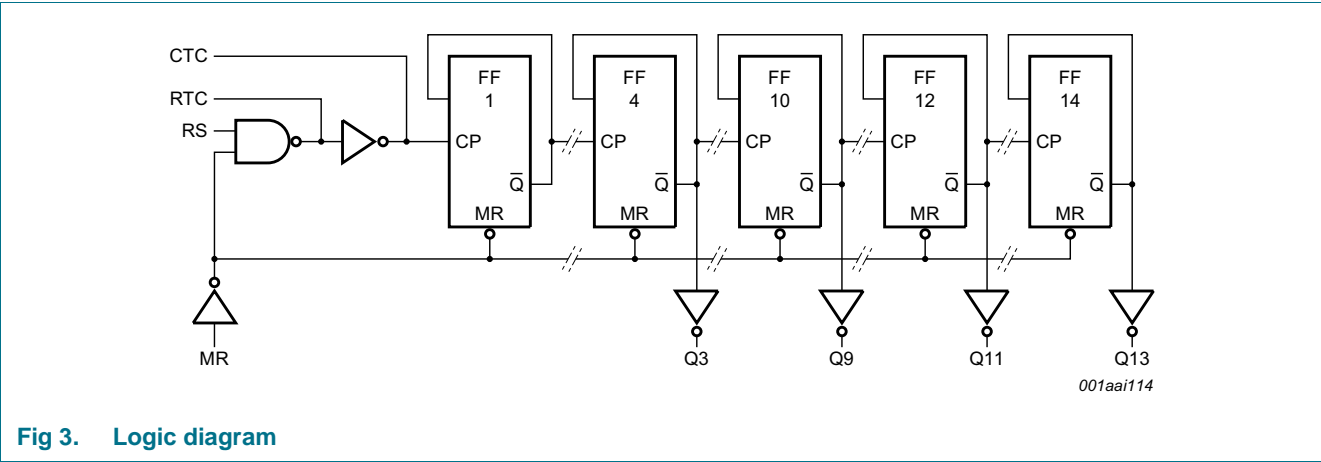 CTC
RTC
RS
FF
1
CP
Q
MR
FF
4
CP
Q
MR
FF
10
CP
Q
MR
FF
12
CP
Q
MR
FF
14
CP
Q
MR
MR
Q3
Q9
Q11
Q13
001aai114
Fig 3. Logic diagram